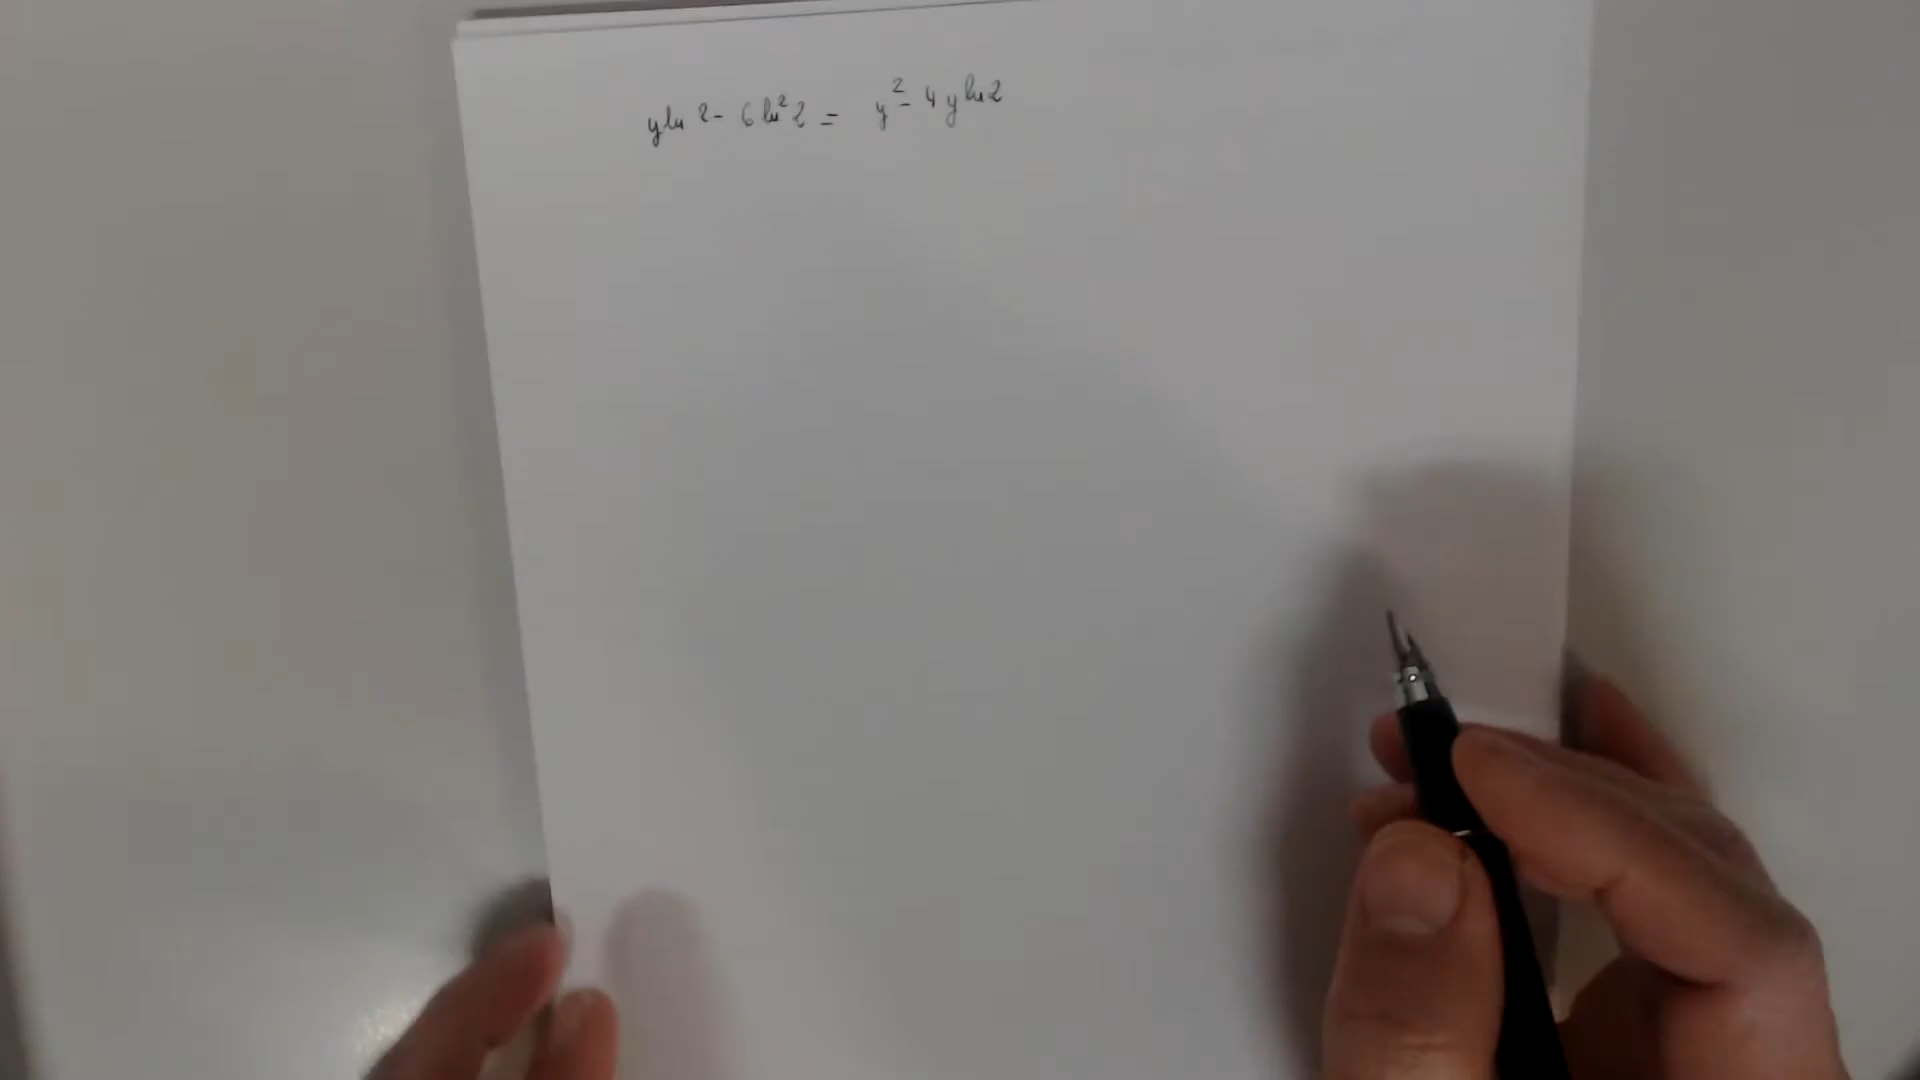 y ln 2 - 6 ln² 2 = y² - 4 y ln 2